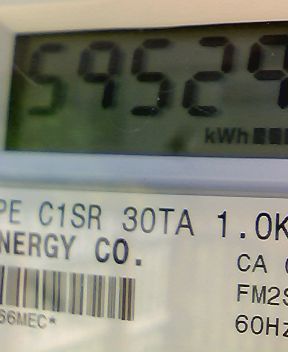 59529
kWh
PE C1SR 30TA 1.0K
NERGY CO.
CA
FM2S
66MEC*
60Hz